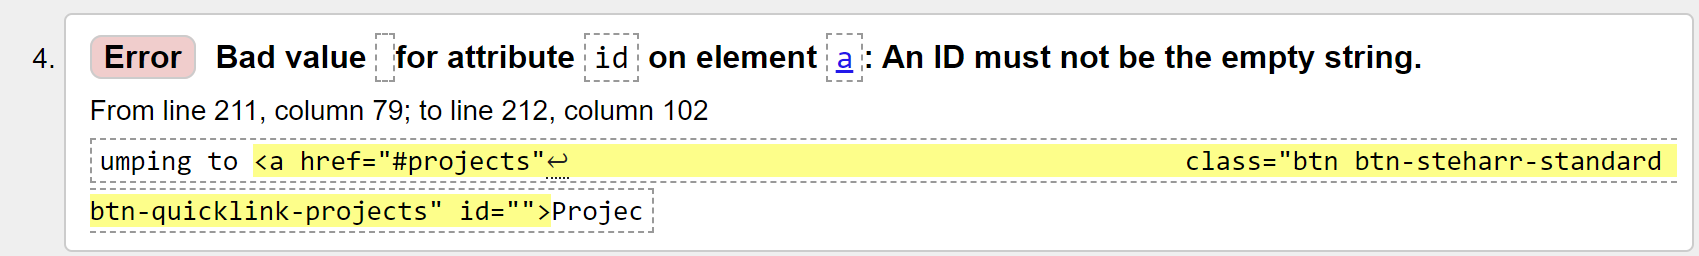 4. Error Bad value for attribute id on element a: An ID must not be the empty string.
From line 211, column 79; to line 212, column 102
umping to <a href="#projects"↩ class="btn btn-steharr-standard
btn-quicklink-projects" id="">Projec